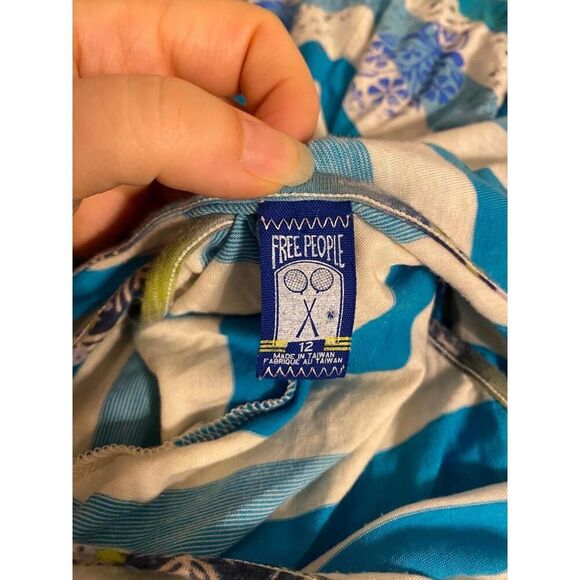 FREE PEOPLE
12
MADE IN TAIWAN
FABRIQUE AU TAIWAN